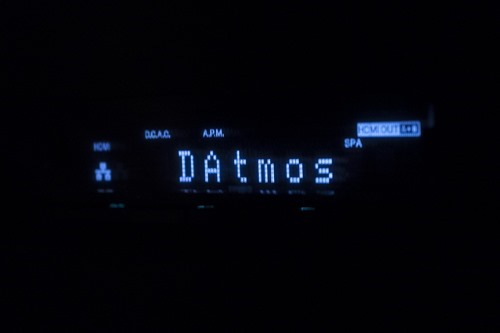 HDMI OUT A+B
D.C.A.C. A.P.M.
SPA
HDMI
DAtmos